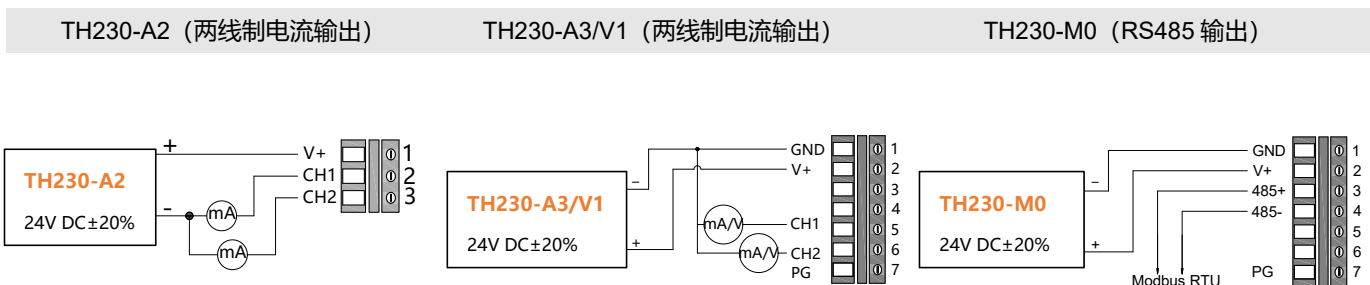 TH230-A2（两线制电流输出）
TH230-A3/V1（两线制电流输出）
TH230-M0（RS485 输出）
+
-
TH230-A2
24V DC±20%
mA
mA
V+
CH1
CH2
1
2
3
TH230-A3/V1
24V DC±20%
-
+
mA/V
mA/V
GND
V+
CH1
CH2
PG
1
2
3
4
5
6
7
TH230-M0
24V DC±20%
-
+
GND
V+
485+
485-
PG
Modbus RTU
1
2
3
4
5
6
7